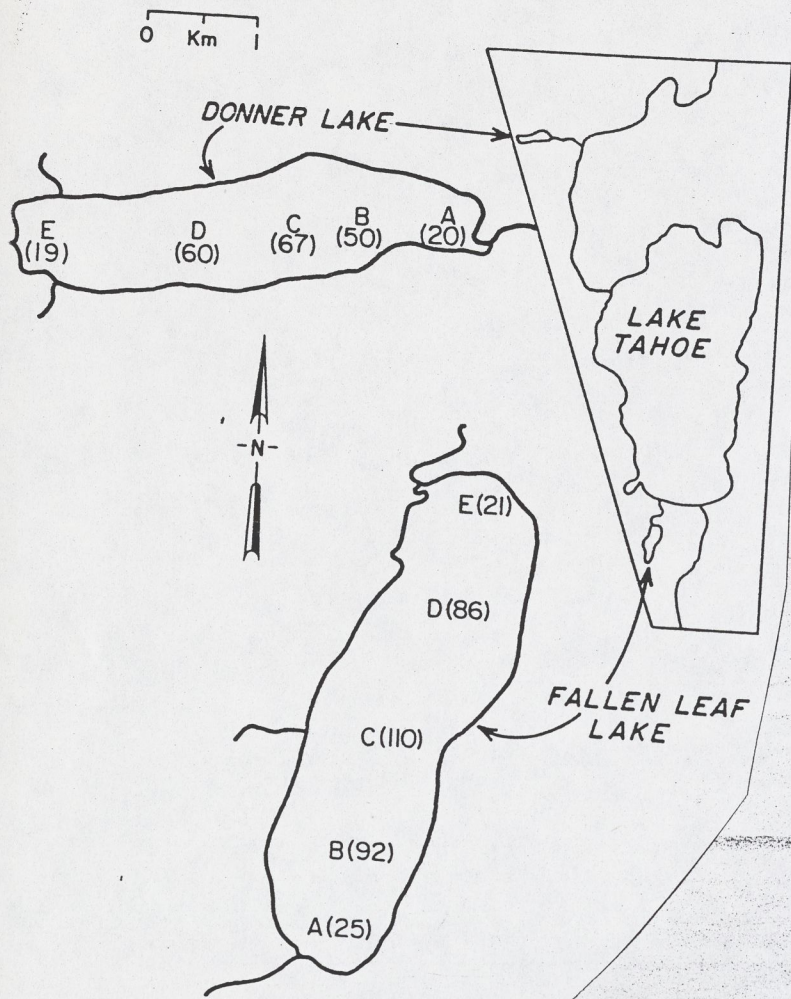 0 Km 1
DONNER LAKE
E
(19)
D
(60)
C
(67)
B
(50)
A
(20)
LAKE
TAHOE
-N-
E(21)
D(86)
C(110)
B(92)
A(25)
FALLEN LEAF
LAKE